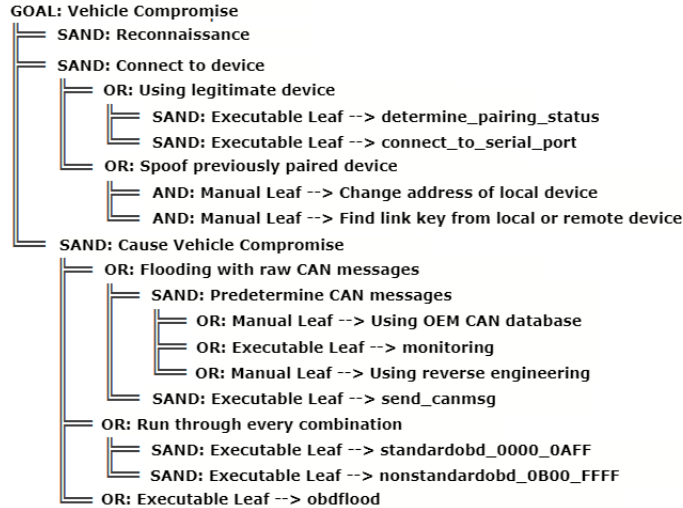 GOAL: Vehicle Compromise
SAND: Reconnaissance
SAND: Connect to device
OR: Using legitimate device
SAND: Executable Leaf --> determine_pairing_status
SAND: Executable Leaf --> connect_to_serial_port
OR: Spoof previously paired device
AND: Manual Leaf --> Change address of local device
AND: Manual Leaf --> Find link key from local or remote device
SAND: Cause Vehicle Compromise
OR: Flooding with raw CAN messages
SAND: Predetermine CAN messages
OR: Manual Leaf --> Using OEM CAN database
OR: Executable Leaf --> monitoring
OR: Manual Leaf --> Using reverse engineering
SAND: Executable Leaf --> send_canmsg
OR: Run through every combination
SAND: Executable Leaf --> standardobd_0000_0AFF
SAND: Executable Leaf --> nonstandardobd_0B00_FFFF
OR: Executable Leaf --> obdflood